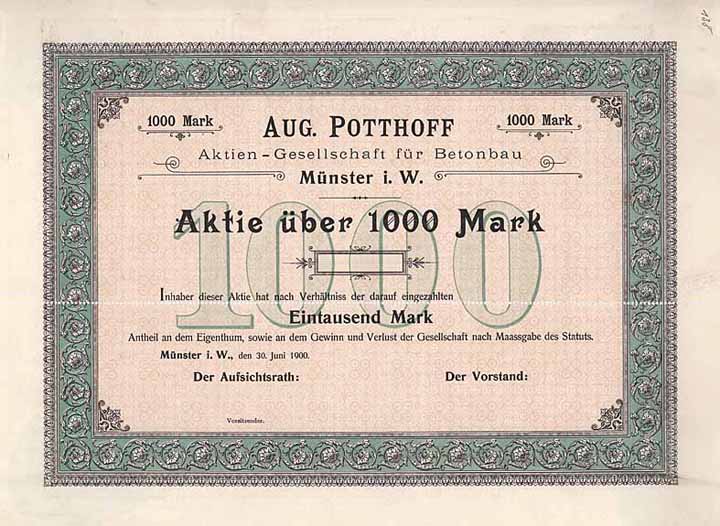 1000 Mark
AUG. POTTHOFF
1000 Mark
Aktien-Gesellschaft für Betonbau
Münster i. W.
1000
Aktie über 1000 Mark
Inhaber dieser Aktie hat nach Verhältniss der darauf eingezahlten
Eintausend Mark
Antheil an dem Eigenthum, sowie an dem Gewinn und Verlust der Gesellschaft nach Maassgabe des Statuts.
Münster i. W., den 30. Juni 1900.
Der Aufsichtsrath:
Der Vorstand:
Vorsitzender.